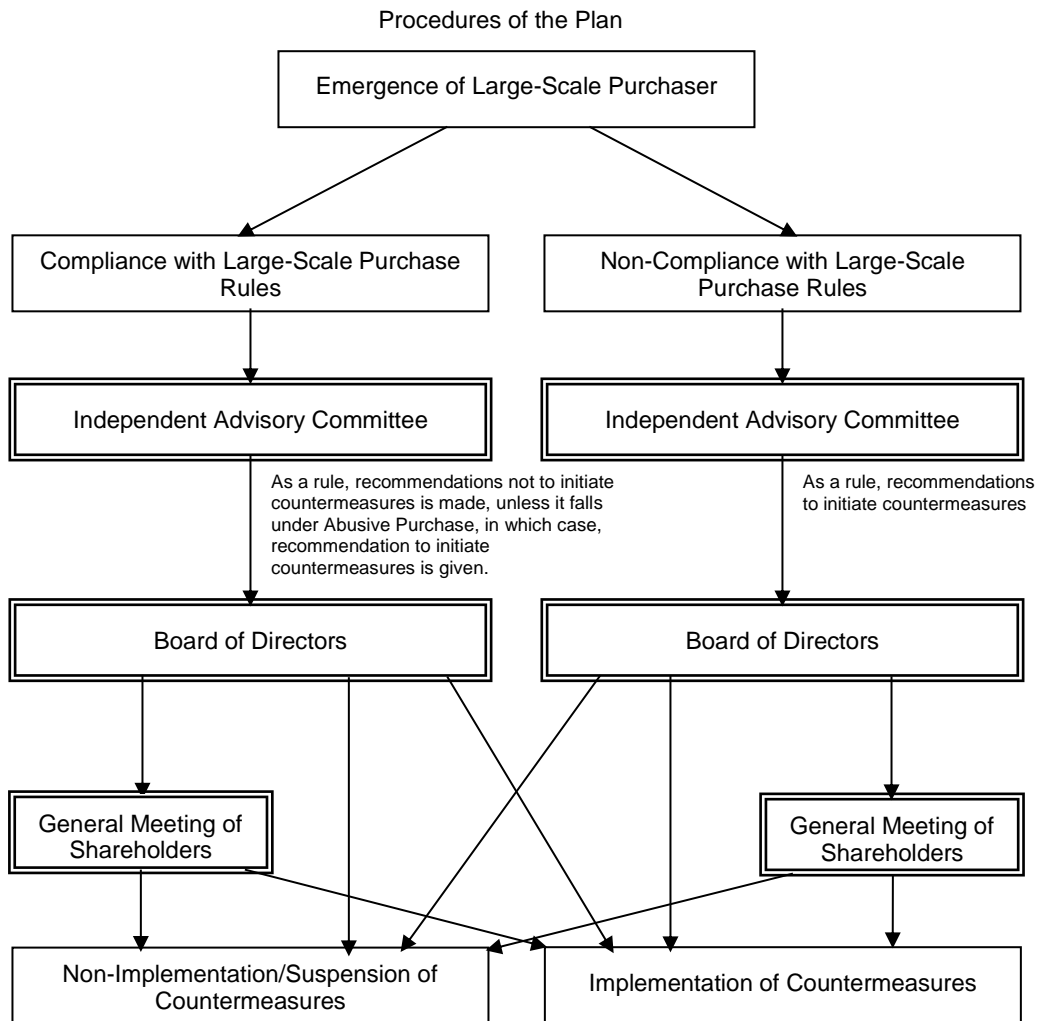 Procedures of the Plan
Emergence of Large-Scale Purchaser
Compliance with Large-Scale Purchase
Rules
Non-Compliance with Large-Scale
Purchase Rules
Independent Advisory Committee
Independent Advisory Committee
As a rule, recommendations not to initiate
countermeasures is made, unless it falls
under Abusive Purchase, in which case,
recommendation to initiate
countermeasures is given.
As a rule, recommendations
to initiate countermeasures
Board of Directors
Board of Directors
General Meeting of
Shareholders
General Meeting of
Shareholders
Non-Implementation/Suspension of
Countermeasures
Implementation of Countermeasures